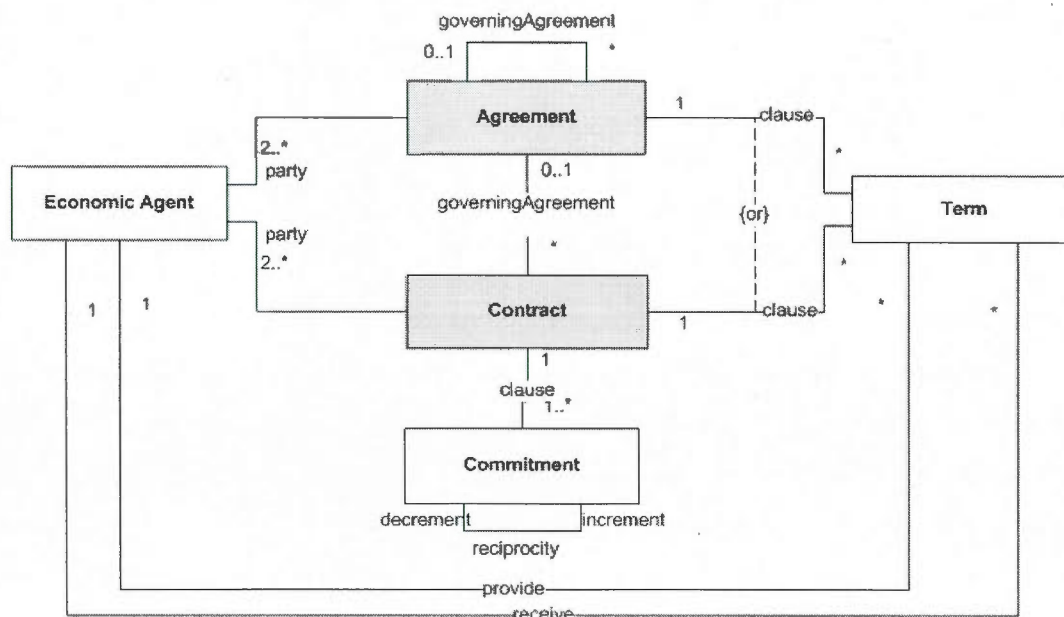 governingAgreement
0..1
*
Agreement
1
clause
2..*
party
0..1
*
governingAgreement
Economic Agent
{or}
Term
party
2..*
*
*
1
1
Contract
1
clause
*
*
1
clause
1..*
Commitment
decrement
increment
reciprocity
provide
receive